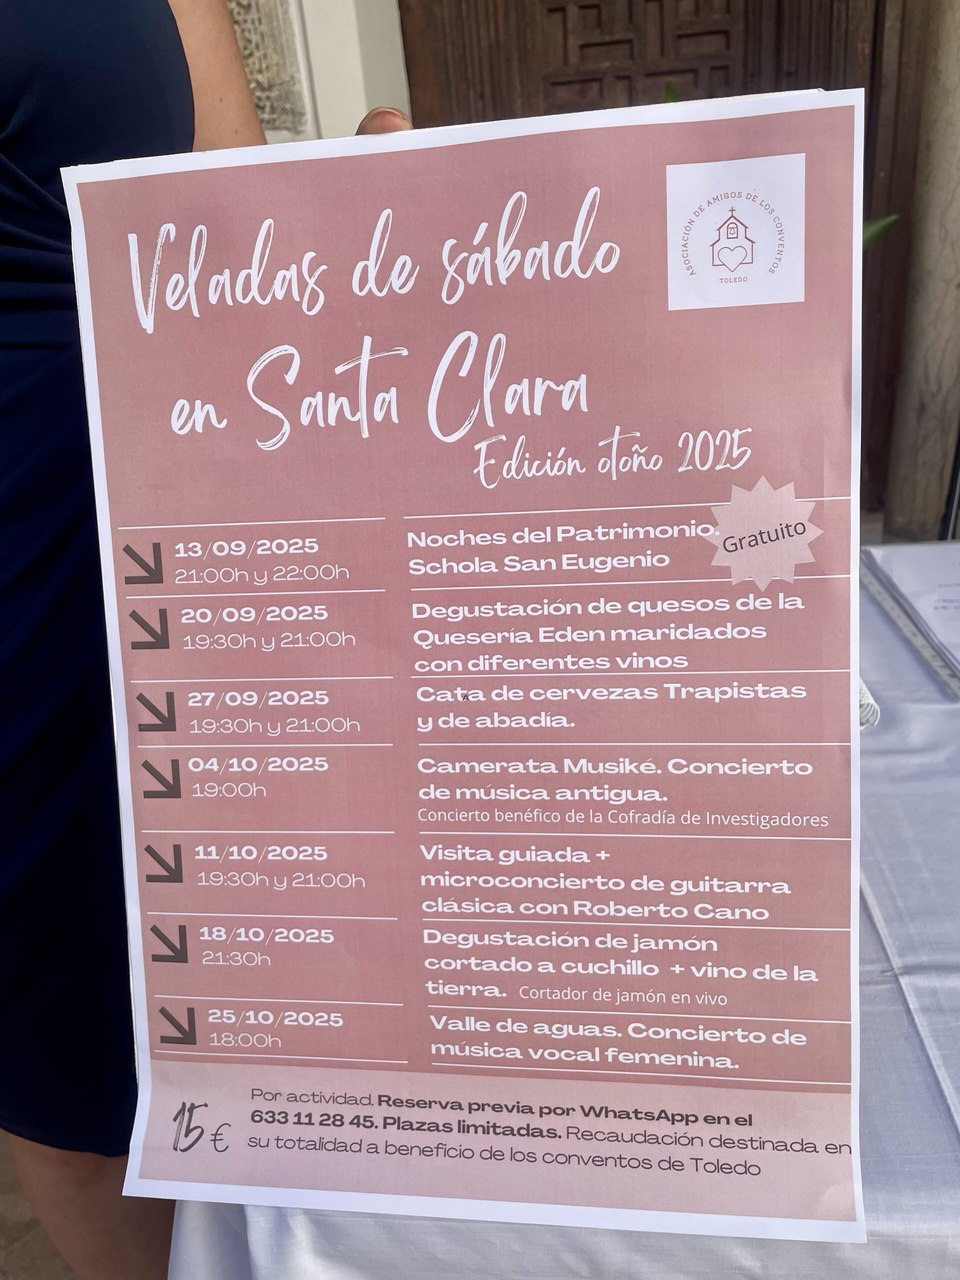 Veladas de sábado
en Santa Clara
Edición otoño 2025
ASOCIACIÓN DE AMIGOS DE LOS CONVENTOS
TOLEDO
13/09/2025
21:00h y 22:00h
Noches del Patrimonio.
Schola San Eugenio
Gratuito
20/09/2025
19:30h y 21:00h
Degustación de quesos de la
Quesería Eden maridados
con diferentes vinos
27/09/2025
19:30h y 21:00h
Cata de cervezas Trapistas
y de abadía.
04/10/2025
19:00h
Camerata Musiké. Concierto
de música antigua.
Concierto benéfico de la Cofradía de Investigadores
11/10/2025
19:30h y 21:00h
Visita guiada +
microconcierto de guitarra
clásica con Roberto Cano
18/10/2025
21:30h
Degustación de jamón
cortado a cuchillo + vino de la
tierra. Cortador de jamón en vivo
25/10/2025
18:00h
Valle de aguas. Concierto de
música vocal femenina.
15 €
Por actividad. Reserva previa por WhatsApp en el
633 11 28 45. Plazas limitadas. Recaudación destinada en
su totalidad a beneficio de los conventos de Toledo